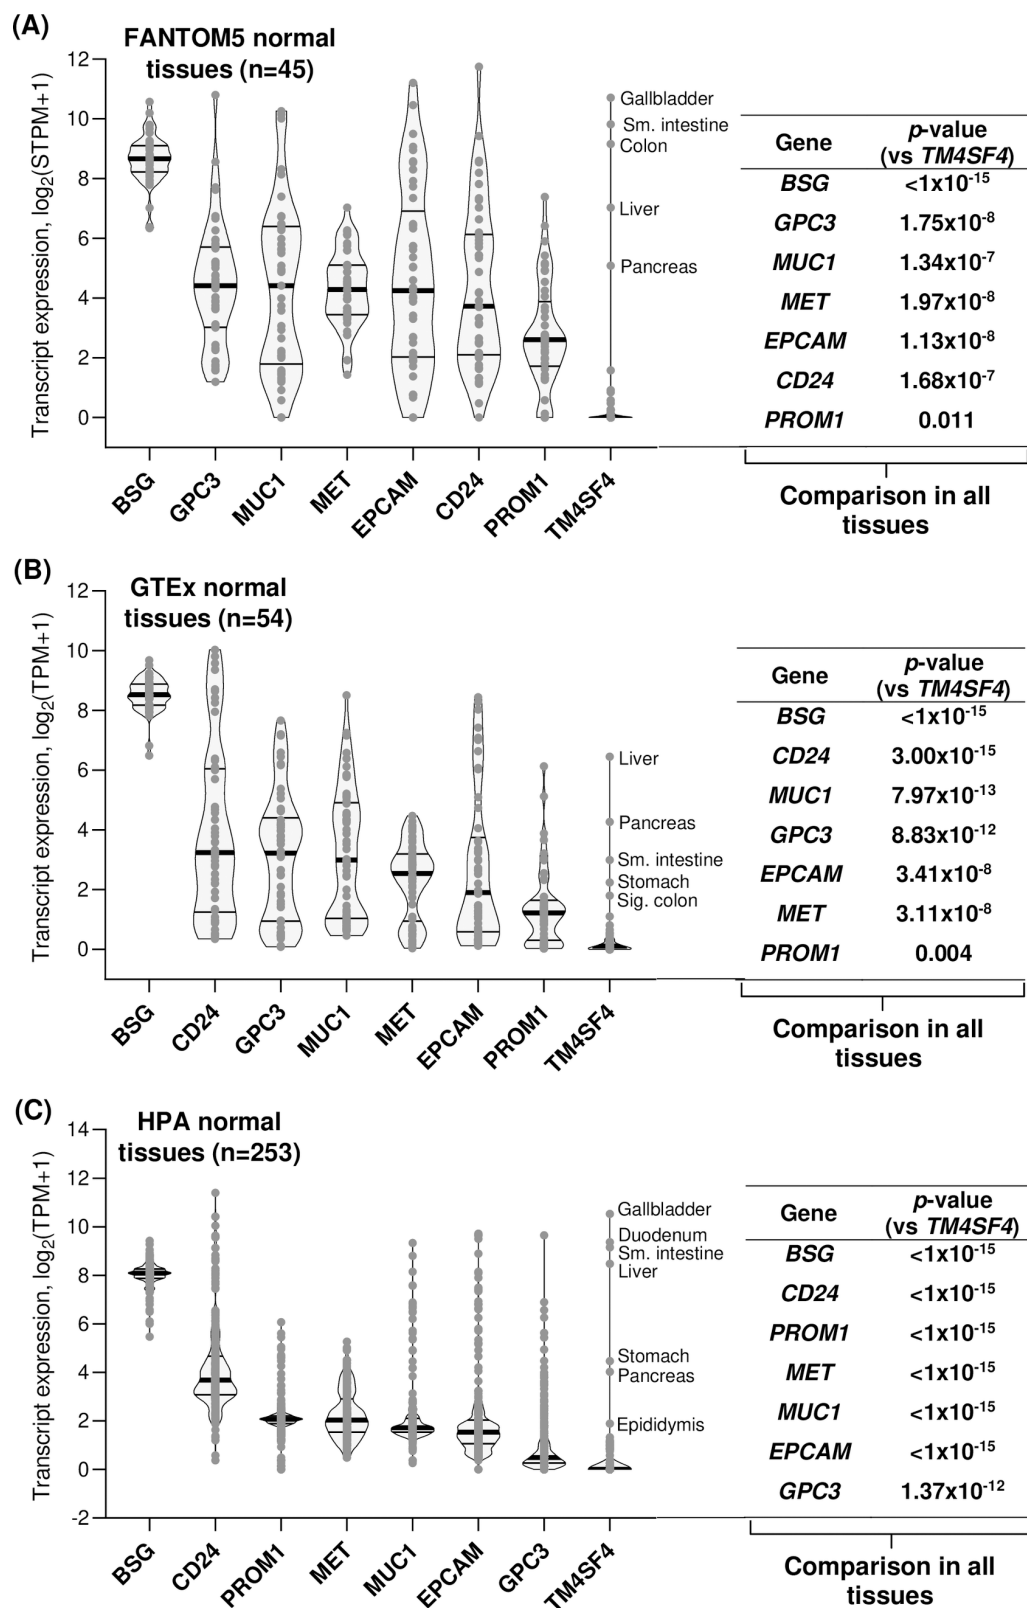 (A)
FANTOM5 normal
tissues (n=45)
Transcript expression, log2(STPM+1)
12
10
8
6
4
2
0
Gallbladder
Sm. intestine
Colon
Liver
Pancreas
BSG
GPC3
MUC1
MET
EPCAM
CD24
PROM1
TM4SF4
Gene p-value
(vs TM4SF4)
BSG <1x10-15
GPC3 1.75x10-8
MUC1 1.34x10-7
MET 1.97x10-8
EPCAM 1.13x10-8
CD24 1.68x10-7
PROM1 0.011
Comparison in all
tissues
(B)
GTEx normal
tissues (n=54)
Transcript expression, log2(TPM+1)
12
10
8
6
4
2
0
Liver
Pancreas
Sm. intestine
Stomach
Sig. colon
BSG
CD24
GPC3
MUC1
MET
EPCAM
PROM1
TM4SF4
Gene p-value
(vs TM4SF4)
BSG <1x10-15
CD24 3.00x10-15
MUC1 7.97x10-13
GPC3 8.83x10-12
EPCAM 3.41x10-8
MET 3.11x10-8
PROM1 0.004
Comparison in all
tissues
(C)
HPA normal
tissues (n=253)
Transcript expression, log2(TPM+1)
14
12
10
8
6
4
2
0
-2
Gallbladder
Duodenum
Sm. intestine
Liver
Stomach
Pancreas
Epididymis
BSG
CD24
PROM1
MET
MUC1
EPCAM
GPC3
TM4SF4
Gene p-value
(vs TM4SF4)
BSG <1x10-15
CD24 <1x10-15
PROM1 <1x10-15
MET <1x10-15
MUC1 <1x10-15
EPCAM <1x10-15
GPC3 1.37x10-12
Comparison in all
tissues